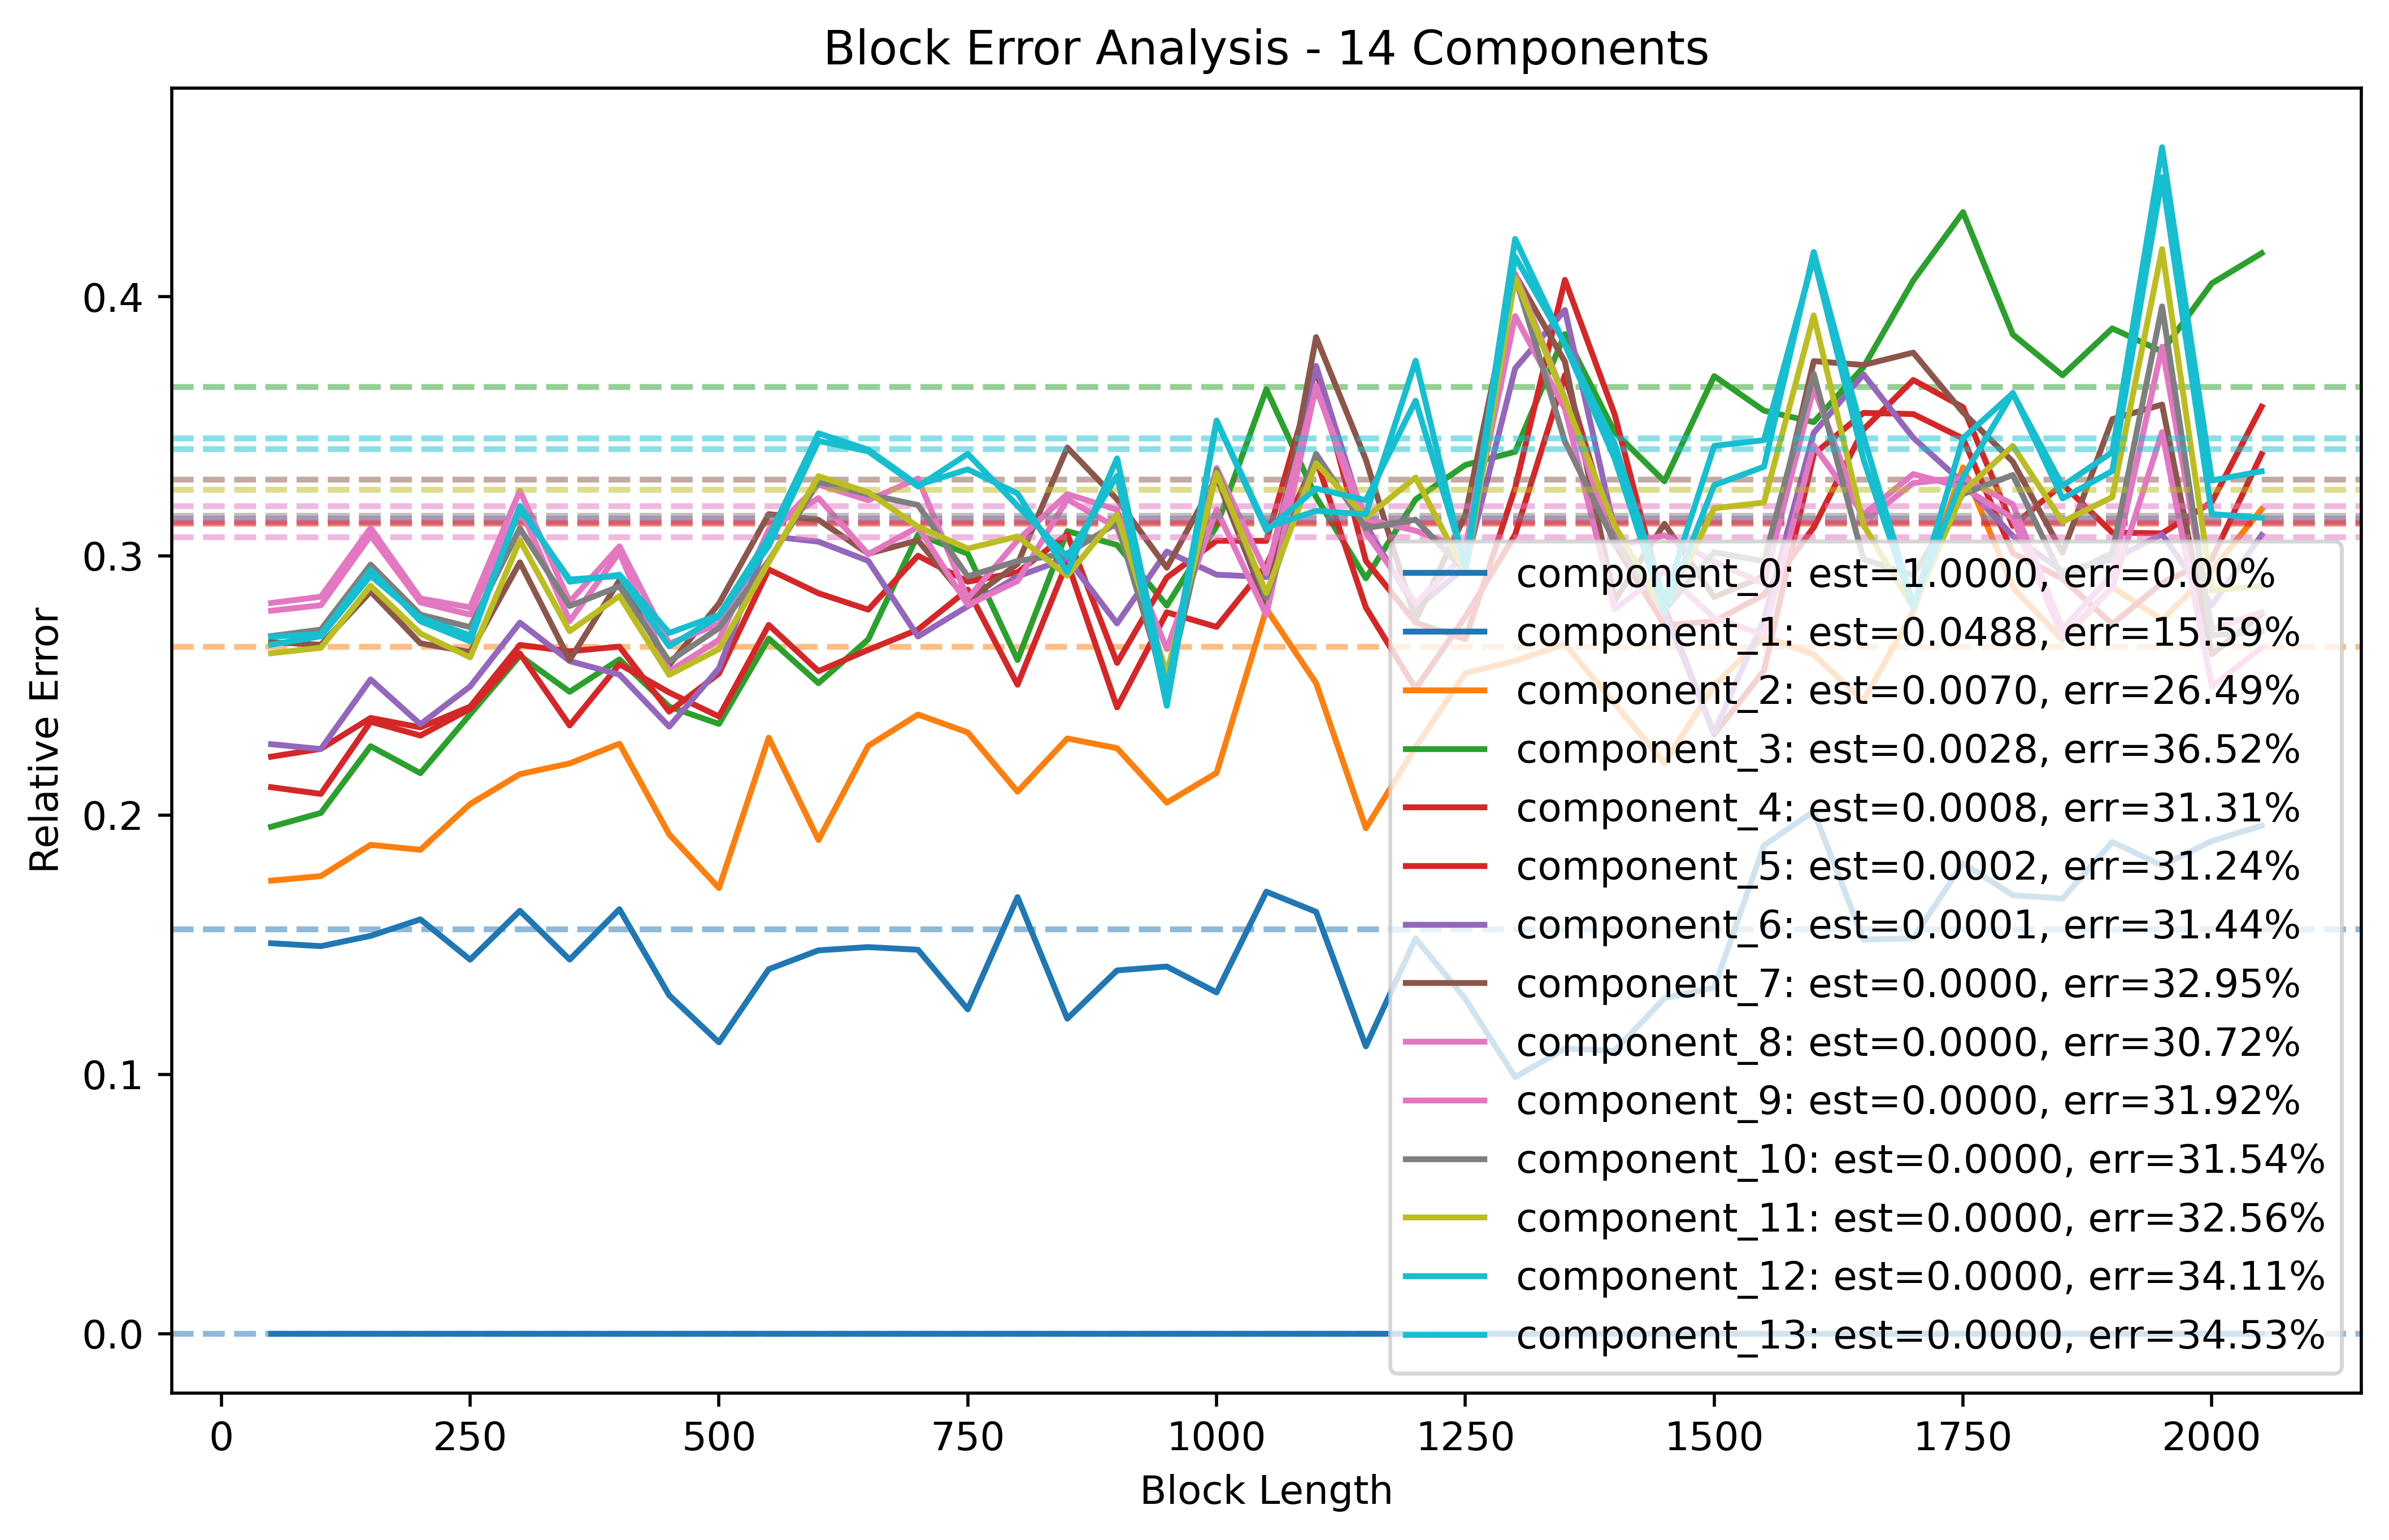 Block Error Analysis - 14 Components
Relative Error
0.4
0.3
0.2
0.1
0.0
component_0: est=1.0000, err=0.00%
component_1: est=0.0488, err=15.59%
component_2: est=0.0070, err=26.49%
component_3: est=0.0028, err=36.52%
component_4: est=0.0008, err=31.31%
component_5: est=0.0002, err=31.24%
component_6: est=0.0001, err=31.44%
component_7: est=0.0000, err=32.95%
component_8: est=0.0000, err=30.72%
component_9: est=0.0000, err=31.92%
component_10: est=0.0000, err=31.54%
component_11: est=0.0000, err=32.56%
component_12: est=0.0000, err=34.11%
component_13: est=0.0000, err=34.53%
0 250 500 750 1000 1250 1500 1750 2000
Block Length